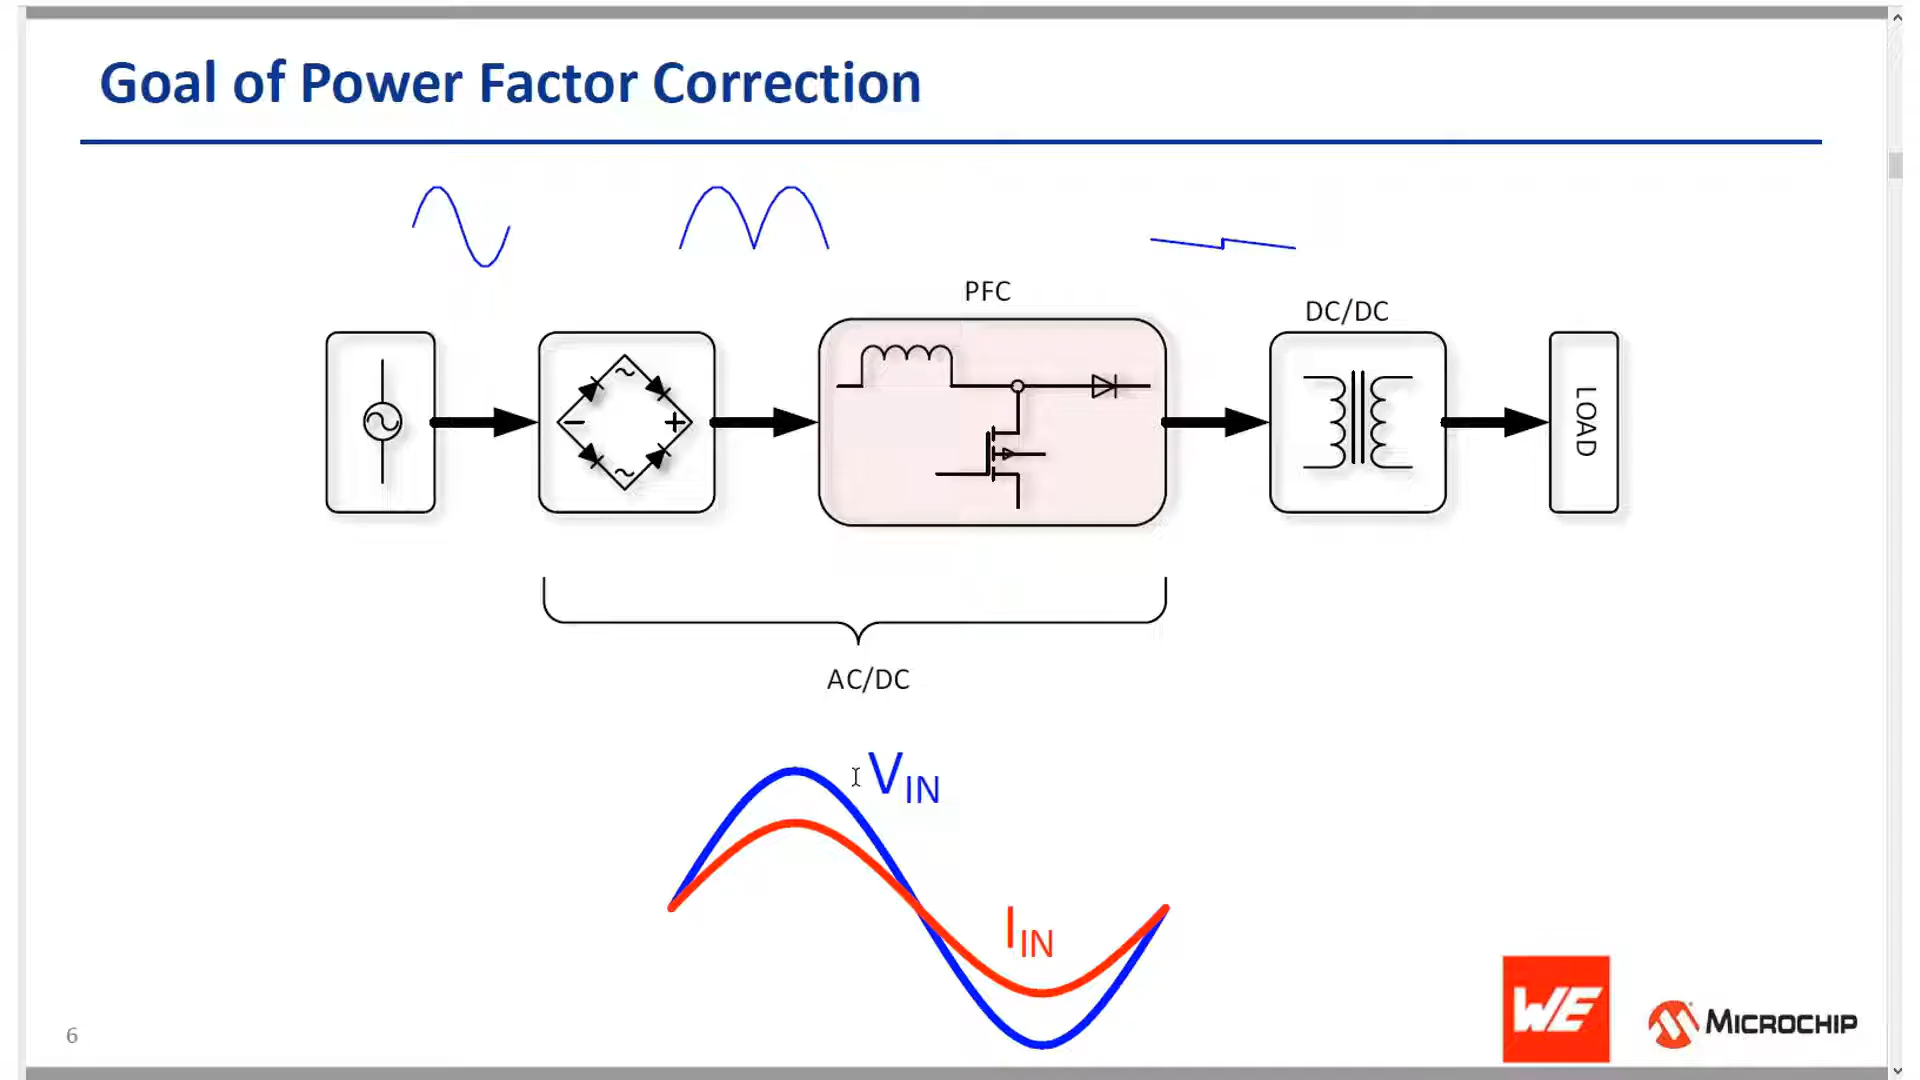 Goal of Power Factor Correction
PFC
DC/DC
LOAD
AC/DC
VIN
IIN
6
WE
MICROCHIP